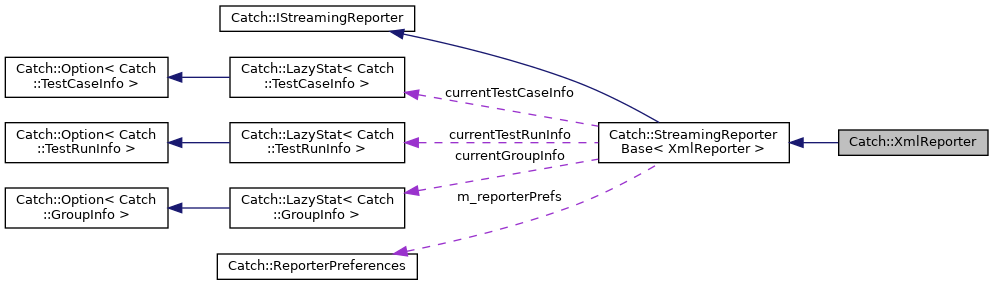 Catch::IStreamingReporter
Catch::Option< Catch
::TestCaseInfo >
Catch::LazyStat< Catch
::TestCaseInfo >
currentTestCaseInfo
Catch::Option< Catch
::TestRunInfo >
Catch::LazyStat< Catch
::TestRunInfo >
currentTestRunInfo
Catch::StreamingReporter
Base< XmlReporter >
Catch::XmlReporter
currentGroupInfo
Catch::Option< Catch
::GroupInfo >
Catch::LazyStat< Catch
::GroupInfo >
m_reporterPrefs
Catch::ReporterPreferences